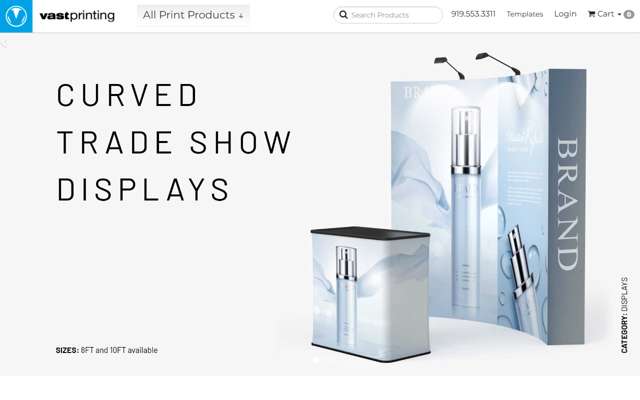 vastprinting
All Print Products ↓
Search Products
919.553.3311
Templates
Login
Cart
0
CURVED
TRADE SHOW
DISPLAYS
BRAND
SIZES: 8FT and 10FT available
CATEGORY: DISPLAYS